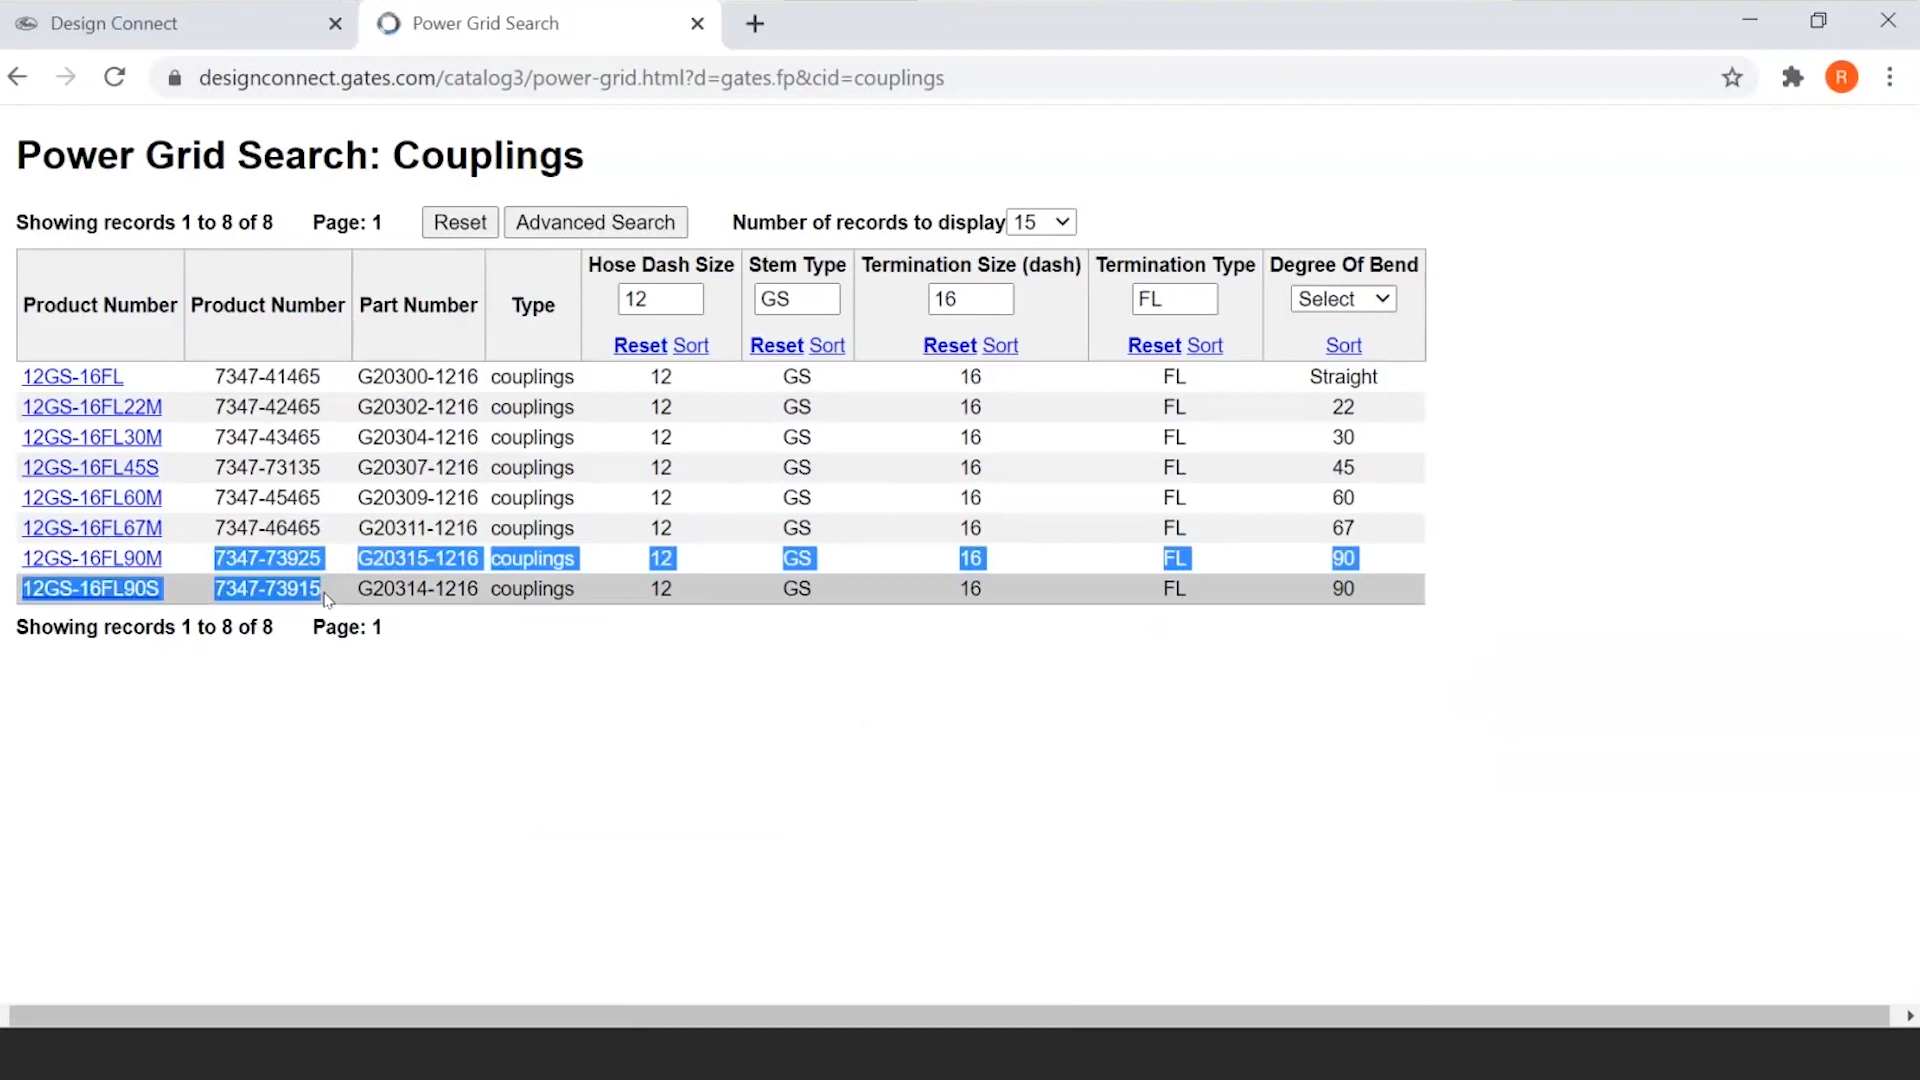 Design Connect
Power Grid Search
designconnect.gates.com/catalog3/power-grid.html?d=gates.fp&cid=couplings
R
Power Grid Search: Couplings
Showing records 1 to 8 of 8 Page: 1 Reset Advanced Search Number of records to display 15
Product Number Product Number Part Number Type Hose Dash Size Stem Type Termination Size (dash) Termination Type Degree Of Bend
12 GS 16 FL Select
Reset Sort Reset Sort Reset Sort Reset Sort Sort
12GS-16FL 7347-41465 G20300-1216 couplings 12 GS 16 FL Straight
12GS-16FL22M 7347-42465 G20302-1216 couplings 12 GS 16 FL 22
12GS-16FL30M 7347-43465 G20304-1216 couplings 12 GS 16 FL 30
12GS-16FL45S 7347-73135 G20307-1216 couplings 12 GS 16 FL 45
12GS-16FL60M 7347-45465 G20309-1216 couplings 12 GS 16 FL 60
12GS-16FL67M 7347-46465 G20311-1216 couplings 12 GS 16 FL 67
12GS-16FL90M 7347-73925 G20315-1216 couplings 12 GS 16 FL 90
12GS-16FL90S 7347-73915 G20314-1216 couplings 12 GS 16 FL 90
Showing records 1 to 8 of 8 Page: 1